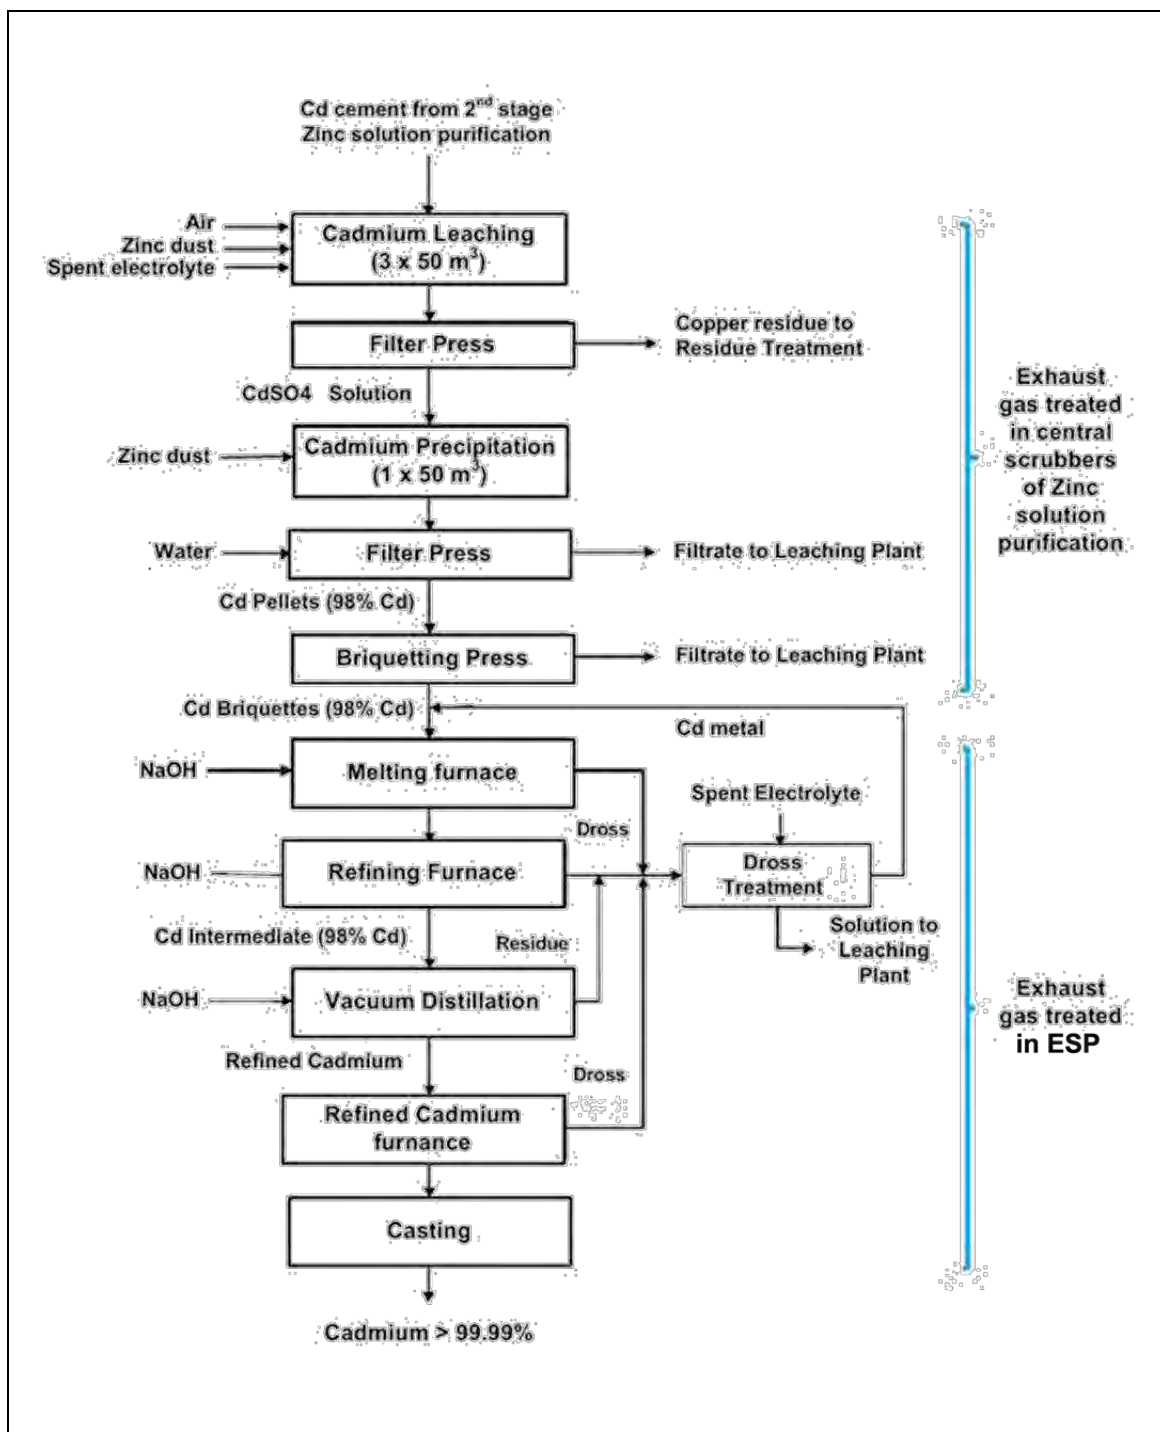 Cd cement from 2nd stage
Zinc solution purification
Air
Zinc dust
Spent electrolyte
Cadmium Leaching
(3 x 50 m3)
Filter Press
Copper residue to
Residue Treatment
CdSO4 Solution
Zinc dust
Cadmium Precipitation
(1 x 50 m3)
Water
Filter Press
Filtrate to Leaching Plant
Cd Pellets (98% Cd)
Briquetting Press
Filtrate to Leaching Plant
Cd Briquettes (98% Cd)
Cd metal
NaOH
Melting furnace
Spent Electrolyte
Dross
NaOH
Refining Furnace
Dross
Treatment
Cd Intermediate (98% Cd)
Residue
Solution to
Leaching
Plant
NaOH
Vacuum Distillation
Refined Cadmium
Dross
Refined Cadmium
furnance
Casting
Cadmium > 99.99%
Exhaust
gas treated
in central
scrubbers
of Zinc
solution
purification
Exhaust
gas treated
in ESP